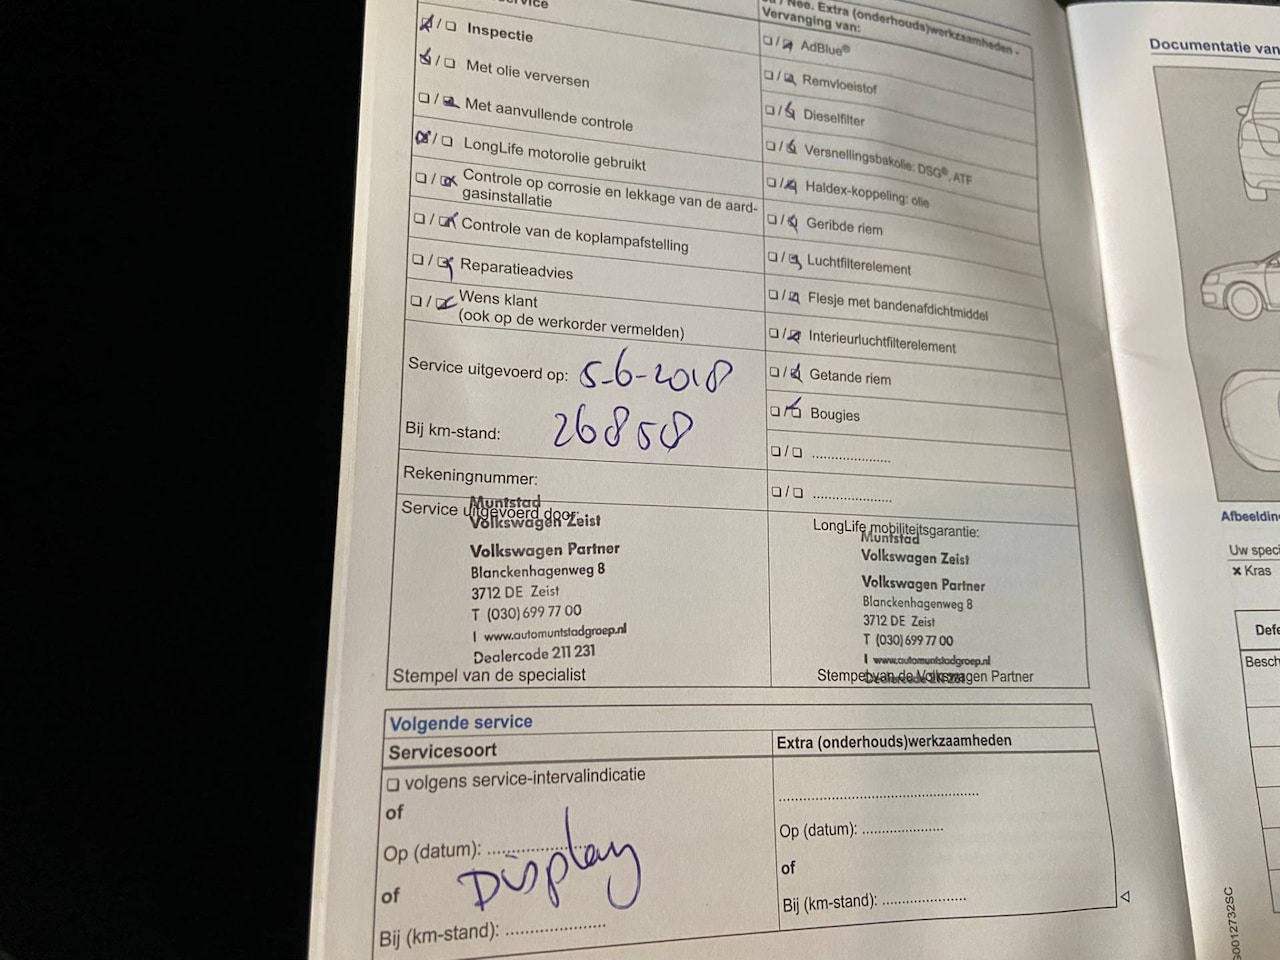 Inspectie
Met olie verversen
Met aanvullende controle
LongLife motorolie gebruikt
Controle op corrosie en lekkage van de aard-
gasinstallatie
Controle van de koplampafstelling
Reparatieadvies
Wens klant
(ook op de werkorder vermelden)
Service uitgevoerd op: 5-6-2018
Bij km-stand: 26858
Rekeningnummer:
Service uitgevoerd door:
Muntstad
Volkswagen Zeist
Volkswagen Partner
Blanckenhagenweg 8
3712 DE Zeist
T (030) 699 77 00
I www.automuntstadgroep.nl
Dealercode 211 231
Stempel van de specialist
Nee. Extra (onderhouds)werkzaamheden -
Vervanging van:
AdBlue®
Remvloeistof
Dieselfilter
Versnellingsbakolie: DSG®, ATF
Haldex-koppeling: olie
Geribde riem
Luchtfilterelement
Flesje met bandenafdichtmiddel
Interieurluchtfilterelement
Getande riem
Bougies
....................
....................
LongLife mobiliteitsgarantie:
Muntstad
Volkswagen Zeist
Volkswagen Partner
Blanckenhagenweg 8
3712 DE Zeist
T (030) 699 77 00
I www.automuntstadgroep.nl
Stempel van de Volkswagen Partner
Volgende service
Servicesoort
volgens service-intervalindicatie
of
Op (datum): ....................
Display
of
Bij (km-stand): ....................
Extra (onderhouds)werkzaamheden
........................................
Op (datum): ....................
of
Bij (km-stand): ....................
Documentatie van
Afbeelding
Uw speci
× Kras
Defe
Besch